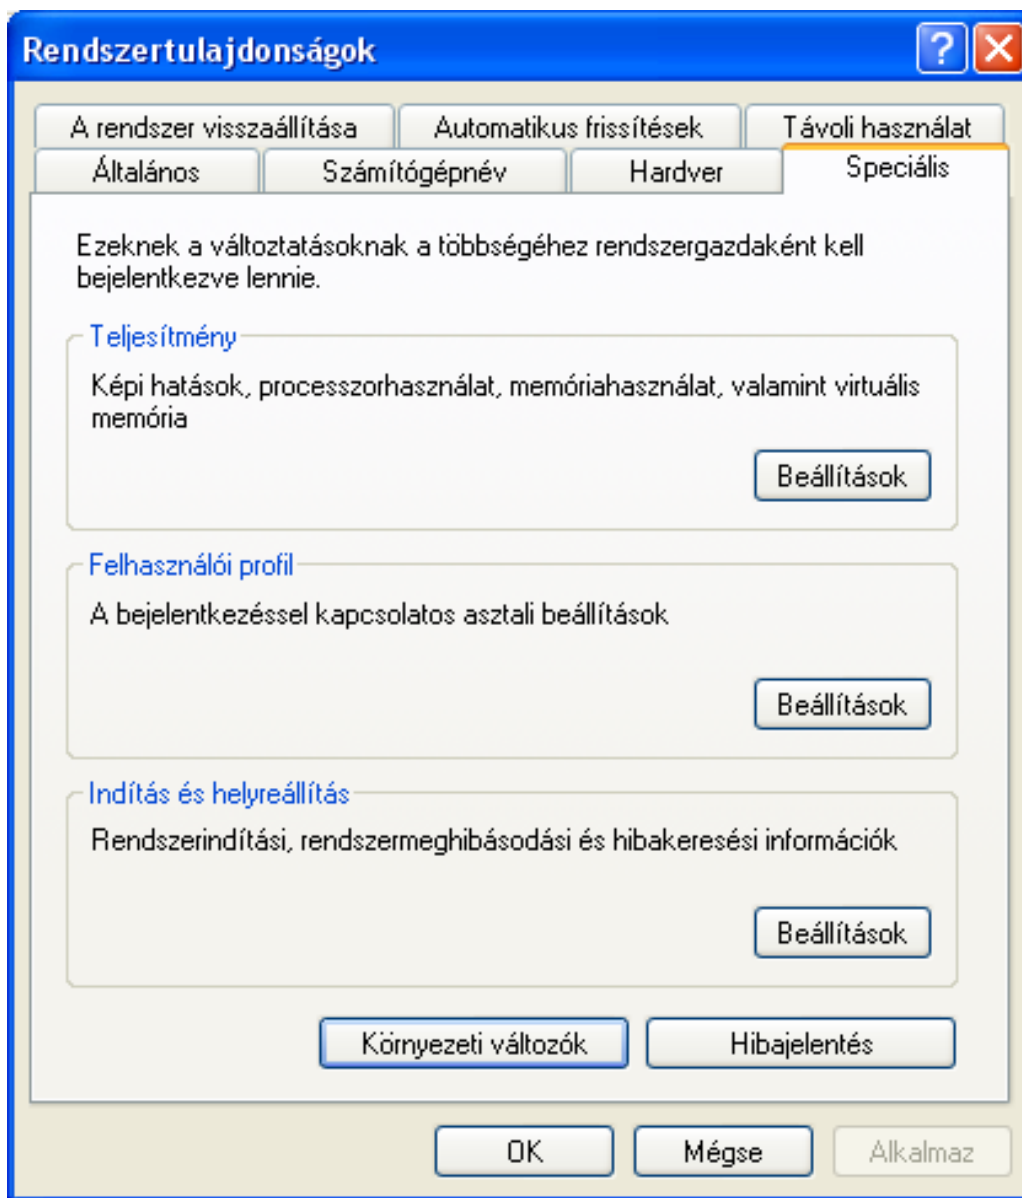 Rendszertulajdonságok
A rendszer visszaállítása Automatikus frissítések Távoli használat
Általános Számítógépnév Hardver Speciális
Ezeknek a változtatásoknak a többségéhez rendszergazdaként kell
bejelentkezve lennie.
Teljesítmény
Képi hatások, processzorhasználat, memóriahasználat, valamint virtuális
memória
Beállítások
Felhasználói profil
A bejelentkezéssel kapcsolatos asztali beállítások
Beállítások
Indítás és helyreállítás
Rendszerindítási, rendszermeghibásodási és hibakeresési információk
Beállítások
Környezeti változók Hibajelentés
OK Mégse Alkalmaz